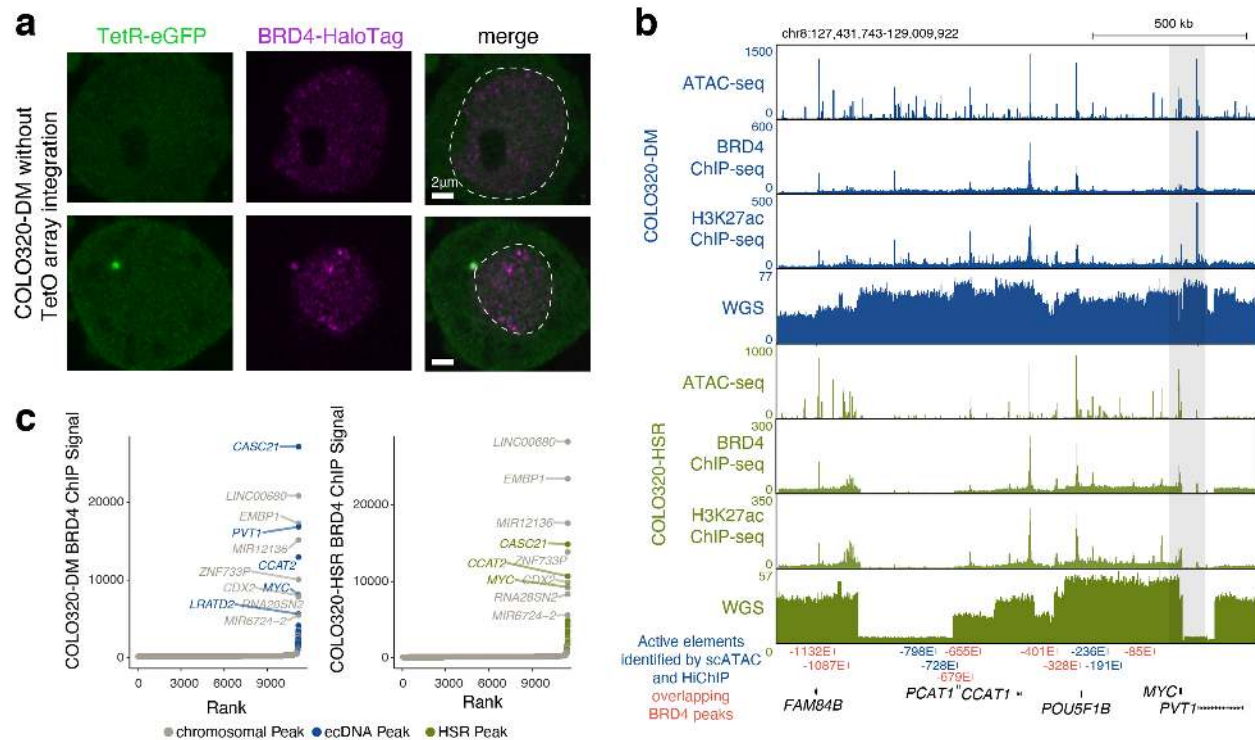 a
TetR-eGFP
BRD4-HaloTag
merge
COLO320-DM without
TetO array integration
2μm
b
500 kb
chr8:127,431,743-129,009,922
COLO320-DM
1500
ATAC-seq
0
600
BRD4
ChIP-seq
0
500
H3K27ac
ChIP-seq
0
77
WGS
0
COLO320-HSR
1000
ATAC-seq
0
300
BRD4
ChIP-seq
0
350
H3K27ac
ChIP-seq
0
57
WGS
0
Active elements
identified by scATAC
and HiChIP
overlapping
BRD4 peaks
-1132E
-1087E
-798E
-728E
-655E
-679E
-401E
-328E
-236E
-191E
-85E
FAM84B
PCAT1
CCAT1
POU5F1B
MYC
PVT1
c
COLO320-DM BRD4 ChIP Signal
20000
10000
0
0 3000 9000
Rank
CASC21
LINC00680
EMBP1
PVT1
MIR12136
CCAT2
ZNF733P
CDX2
MYC
LRATD2
RNA28SN2
MIR6724-2
COLO320-HSR BRD4 ChIP Signal
20000
10000
0
0 3000 9000
Rank
LINC00680
EMBP1
MIR12136
CASC21
CCAT2
ZNF733P
MYC
CDX2
RNA28SN2
MIR6724-2
chromosomal Peak
ecDNA Peak
HSR Peak